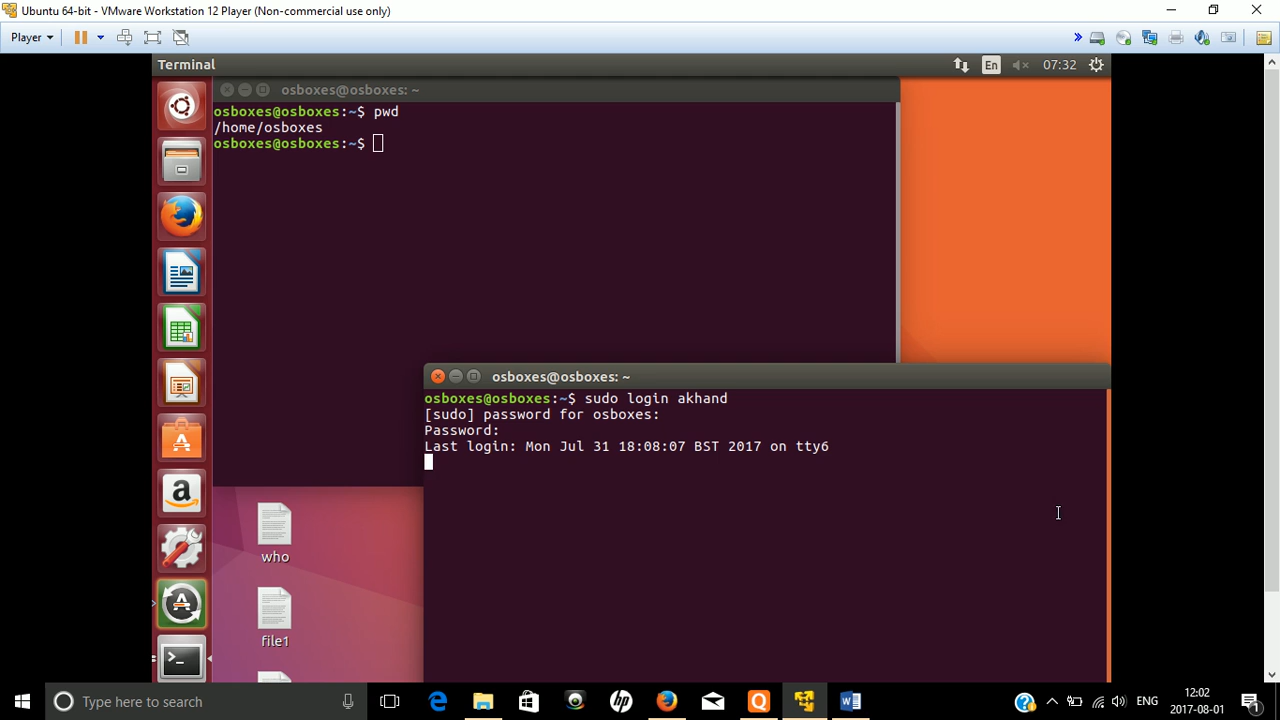 Ubuntu 64-bit - VMware Workstation 12 Player (Non-commercial use only)
Player
Terminal
En
07:32
osboxes@osboxes: ~
osboxes@osboxes:~$ pwd
/home/osboxes
osboxes@osboxes:~$
osboxes@osboxes: ~
osboxes@osboxes:~$ sudo login akhand
[sudo] password for osboxes:
Password:
Last login: Mon Jul 31 18:08:07 BST 2017 on tty6
who
file1
Type here to search
ENG
12:02
2017-08-01
1